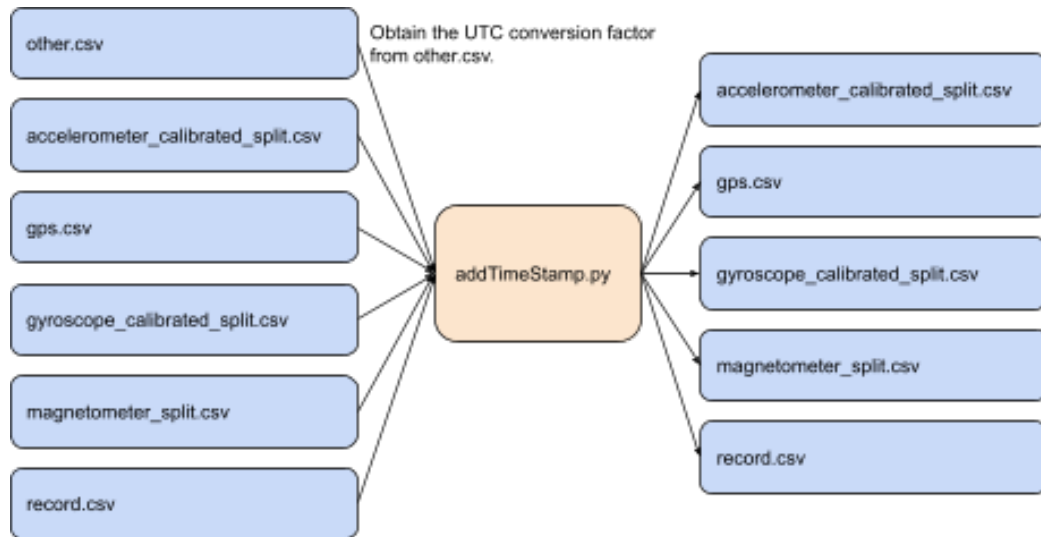 other.csv
Obtain the UTC conversion factor
from other.csv.
accelerometer_calibrated_split.csv
gps.csv
gyroscope_calibrated_split.csv
magnetometer_split.csv
record.csv
addTimeStamp.py
accelerometer_calibrated_split.csv
gps.csv
gyroscope_calibrated_split.csv
magnetometer_split.csv
record.csv